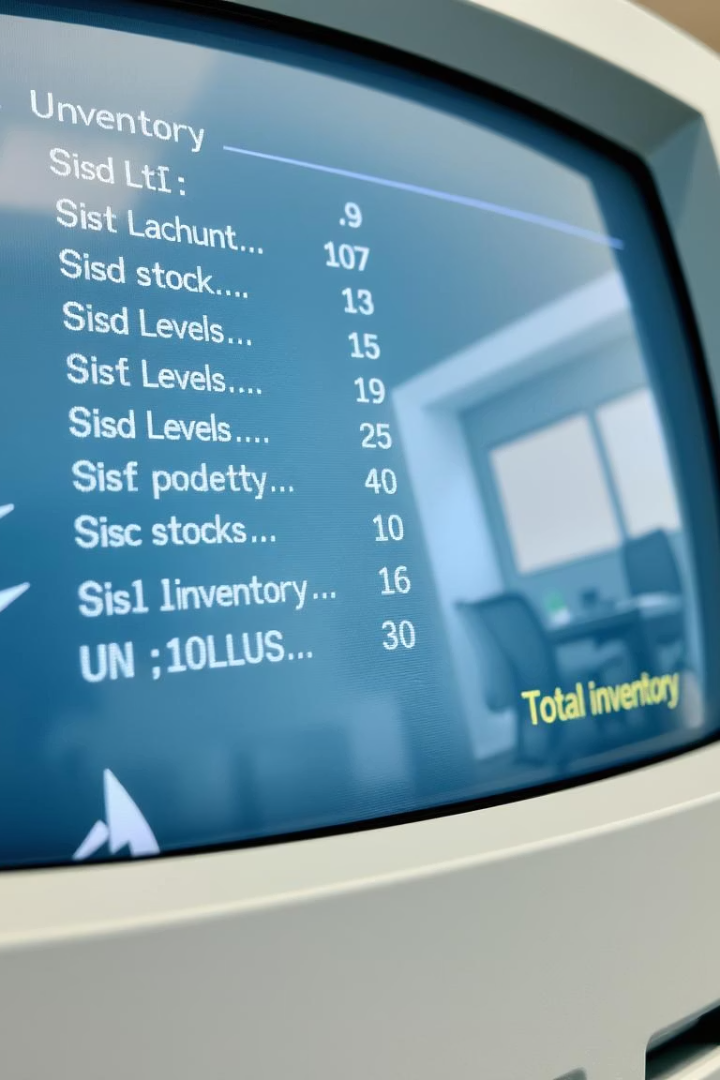 Unventory
Sisd LtI:
Sist Lachunt... .9
Sisd stock.... 107
Sisd Levels... 13
Sisf Levels.... 15
Sisd Levels.... 19
Sisf podetty... 25
Sisc stocks... 40
Sis1 Iinventory... 10
UN ;10LLUS... 16
30
Total inventory